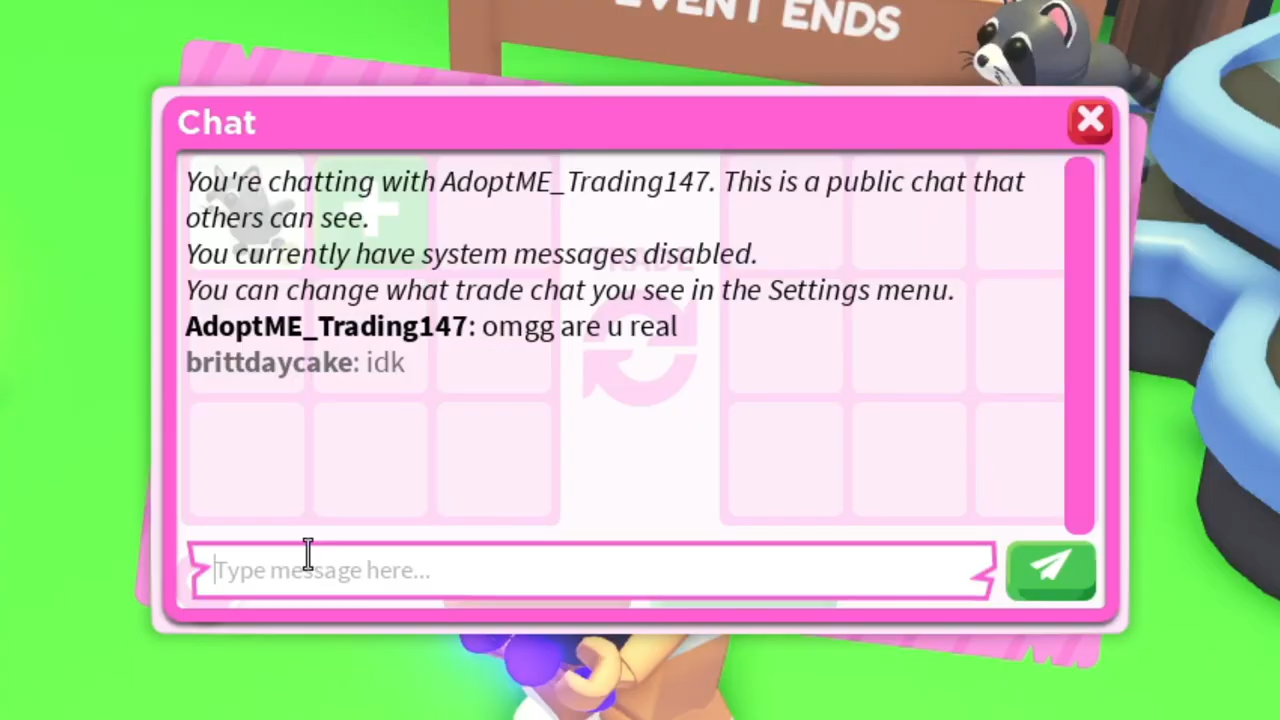 EVENT ENDS
Chat
You're chatting with AdoptME_Trading147. This is a public chat that
others can see.
You currently have system messages disabled.
You can change what trade chat you see in the Settings menu.
AdoptME_Trading147: omgg are u real
brittdaycake: idk
TRADE
Type message here...